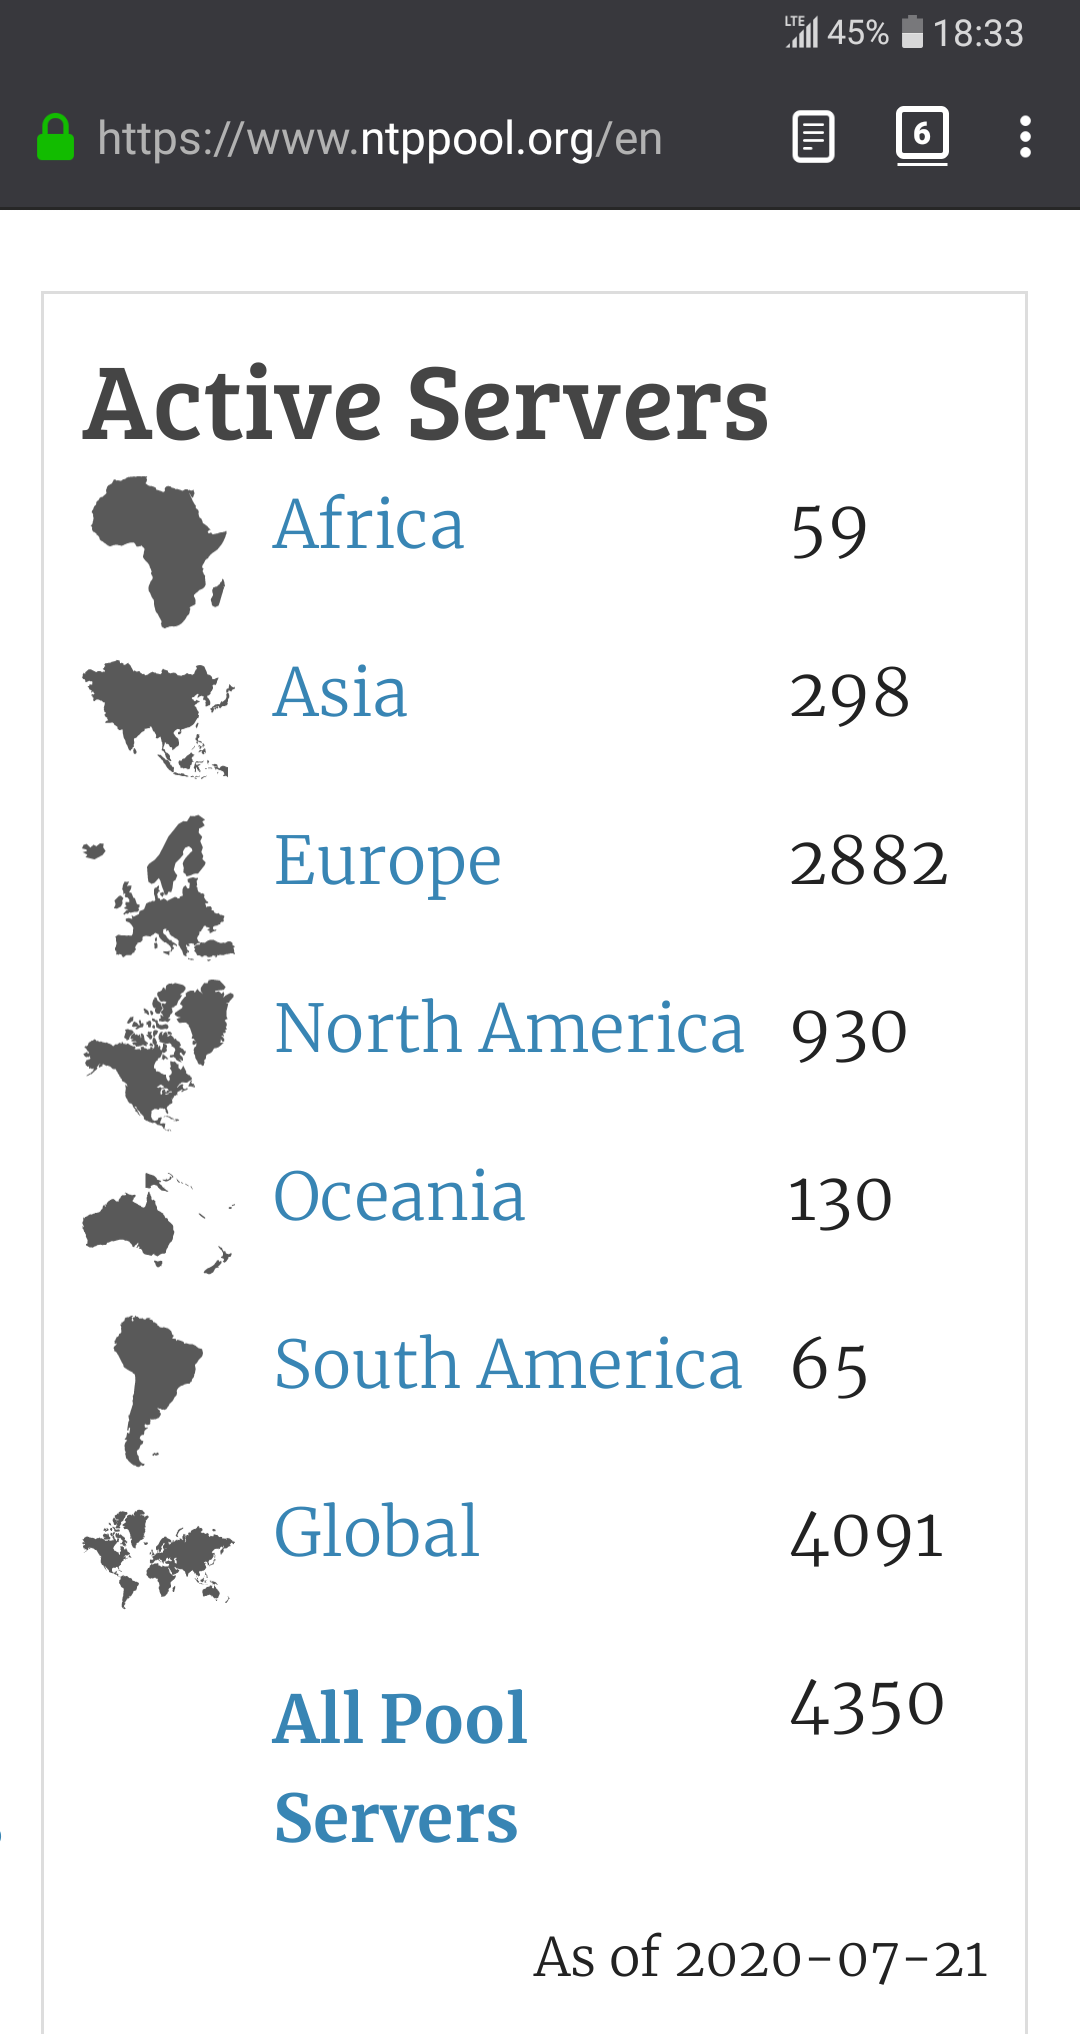 LTE 45% 18:33
https://www.ntppool.org/en 6
Active Servers
Africa 59
Asia 298
Europe 2882
North America 930
Oceania 130
South America 65
Global 4091
All Pool 4350
Servers
As of 2020-07-21